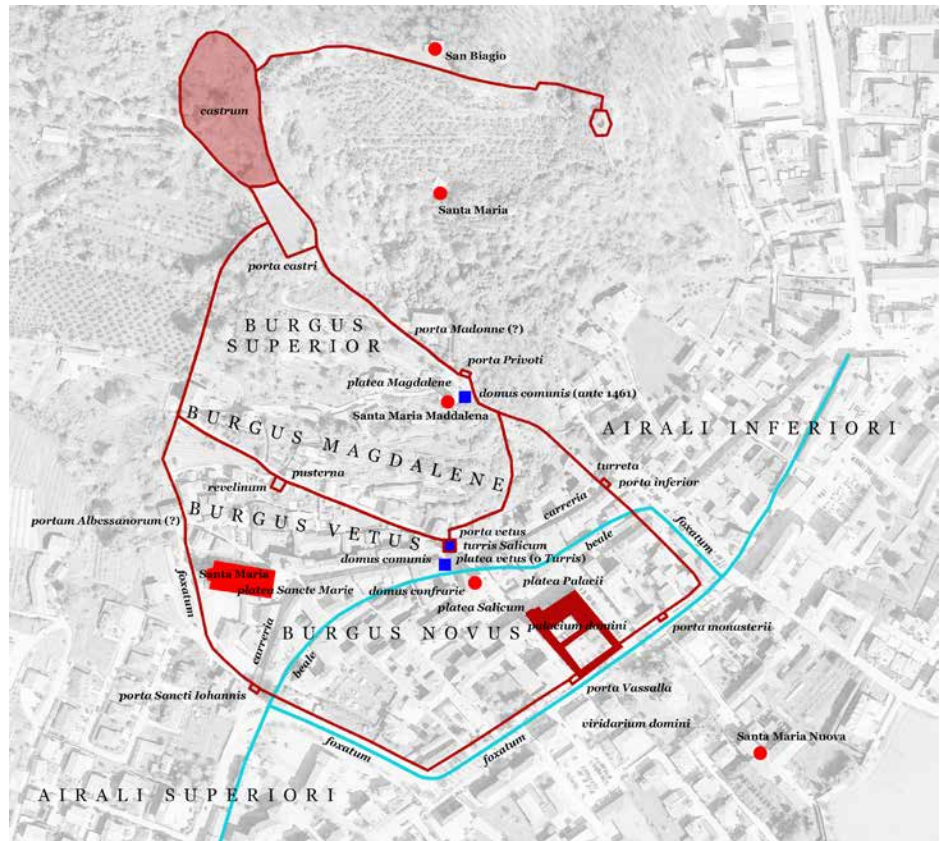 San Biagio
castrum
Santa Maria
porta castri
BURGUS
SUPERIOR
porta Madonne (?)
porta Privoti
platea Magdalene
domus comunis (ante 1461)
Santa Maria Maddalena
BURGUS MAGDALENE
AIRALI INFERIORI
turreta
porta inferior
pusterna
revelinum
carreria
BURGUS VETUS
portam Albessanorum (?)
porta vetus
turris Salicum
foxatum
beale
domus comunis
platea vetus (o Turris)
Santa Maria
platea Sancte Marie
domus confrarie
platea Palacii
foxatum
platea Salicum
BURGUS NOVUS
palacium domini
porta monasterii
carreria
beale
porta Sancti Iohannis
porta Vassalla
viridarium domini
foxatum
foxatum
Santa Maria Nuova
AIRALI SUPERIORI